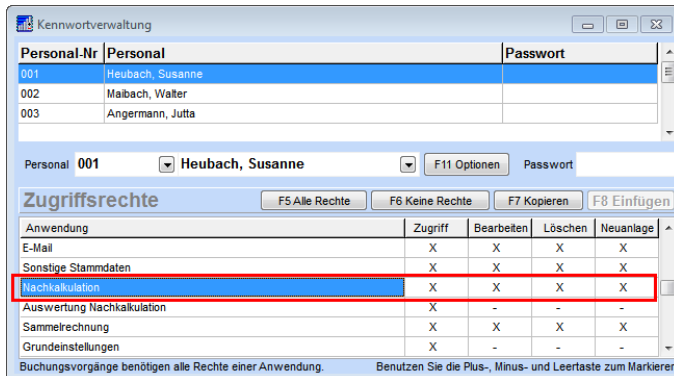 Kennwortverwaltung
Personal-Nr Personal Passwort
001 Heubach, Susanne
002 Maibach, Walter
003 Angermann, Jutta
Personal 001 Heubach, Susanne F11 Optionen Passwort
Zugriffsrechte F5 Alle Rechte F6 Keine Rechte F7 Kopieren F8 Einfügen
Anwendung Zugriff Bearbeiten Löschen Neuanlage
E-Mail X X X X
Sonstige Stammdaten X X X X
Nachkalkulation X X X X
Auswertung Nachkalkulation X - - -
Sammelrechnung X X X X
Grundeinstellungen X - - -
Buchungsvorgänge benötigen alle Rechte einer Anwendung. Benutzen Sie die Plus-, Minus- und Leertaste zum Markieren